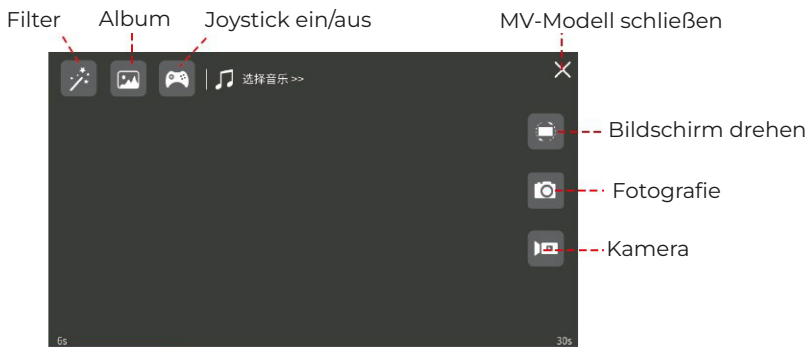 Filter Album Joystick ein/aus MV-Modell schließen
选择音乐 >>
Bildschirm drehen
Fotografie
Kamera
6s 30s